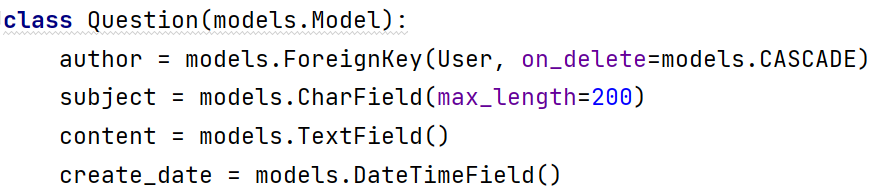 class Question(models.Model):
    author = models.ForeignKey(User, on_delete=models.CASCADE)
    subject = models.CharField(max_length=200)
    content = models.TextField()
    create_date = models.DateTimeField()